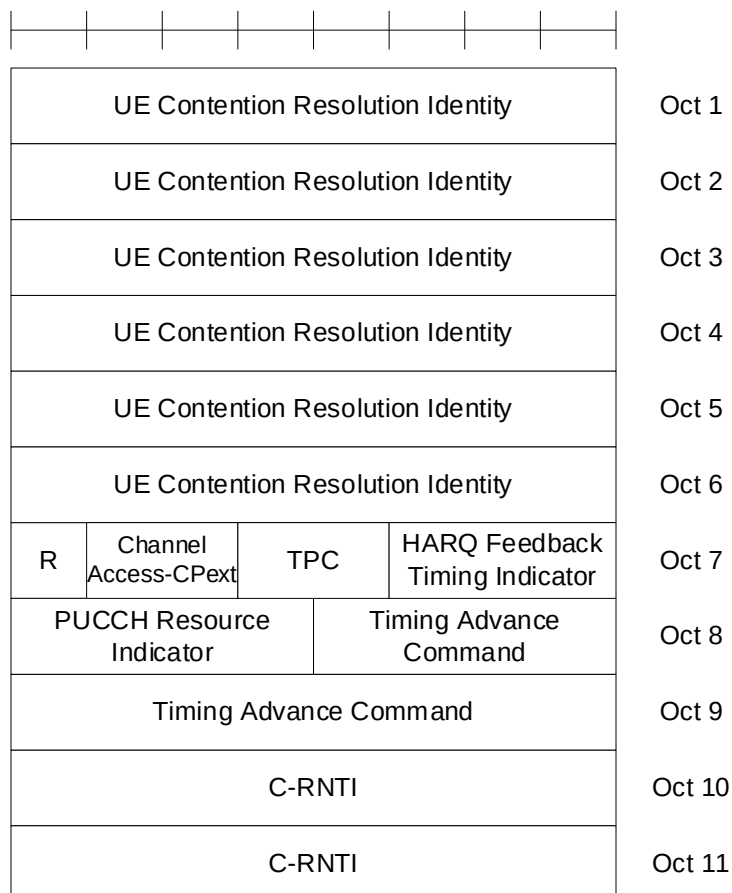 UE Contention Resolution Identity Oct 1
UE Contention Resolution Identity Oct 2
UE Contention Resolution Identity Oct 3
UE Contention Resolution Identity Oct 4
UE Contention Resolution Identity Oct 5
UE Contention Resolution Identity Oct 6
R
Channel
Access-CPext
TPC
HARQ Feedback
Timing Indicator
Oct 7
PUCCH Resource
Indicator
Timing Advance
Command
Oct 8
Timing Advance Command Oct 9
C-RNTI Oct 10
C-RNTI Oct 11